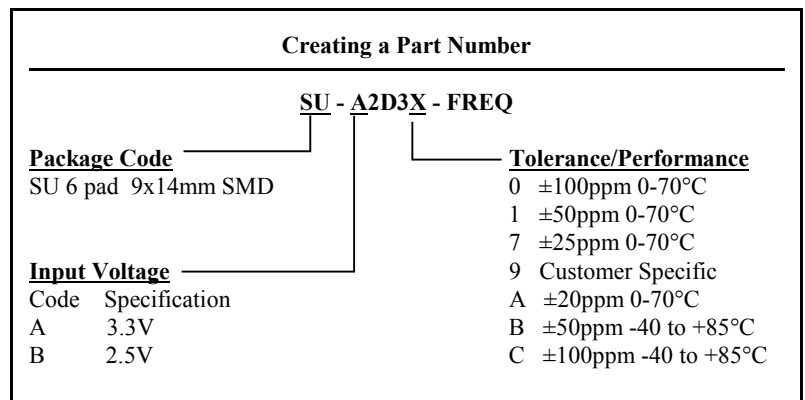 Creating a Part Number
SU - A2D3X - FREQ
Package Code
SU 6 pad 9x14mm SMD
Input Voltage
Code Specification
A 3.3V
B 2.5V
Tolerance/Performance
0 ±100ppm 0-70°C
1 ±50ppm 0-70°C
7 ±25ppm 0-70°C
9 Customer Specific
A ±20ppm 0-70°C
B ±50ppm -40 to +85°C
C ±100ppm -40 to +85°C